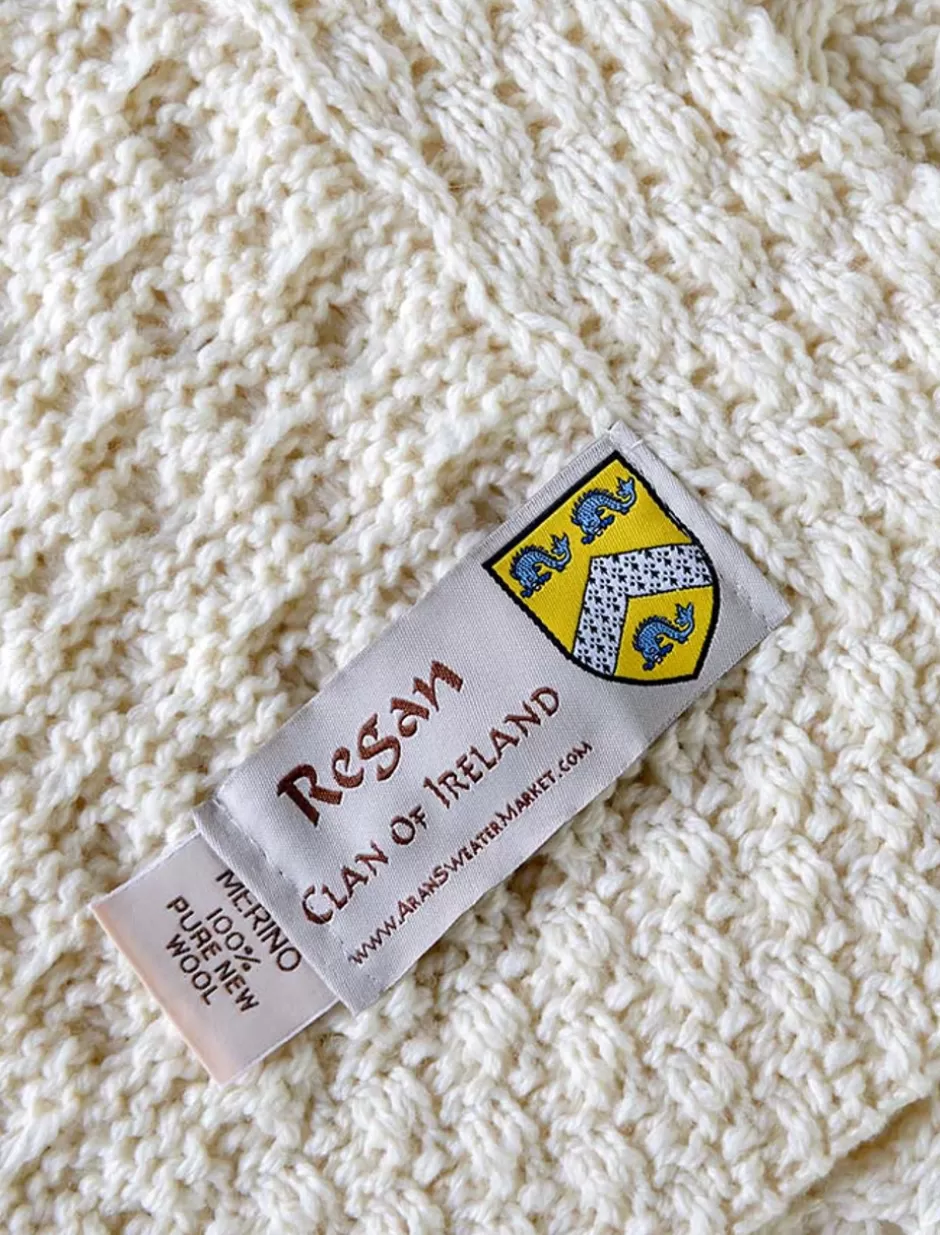 Regan
Clan Of Ireland
www.AranSweaterMarket.com
MERINO
100%
PURE NEW
WOOL